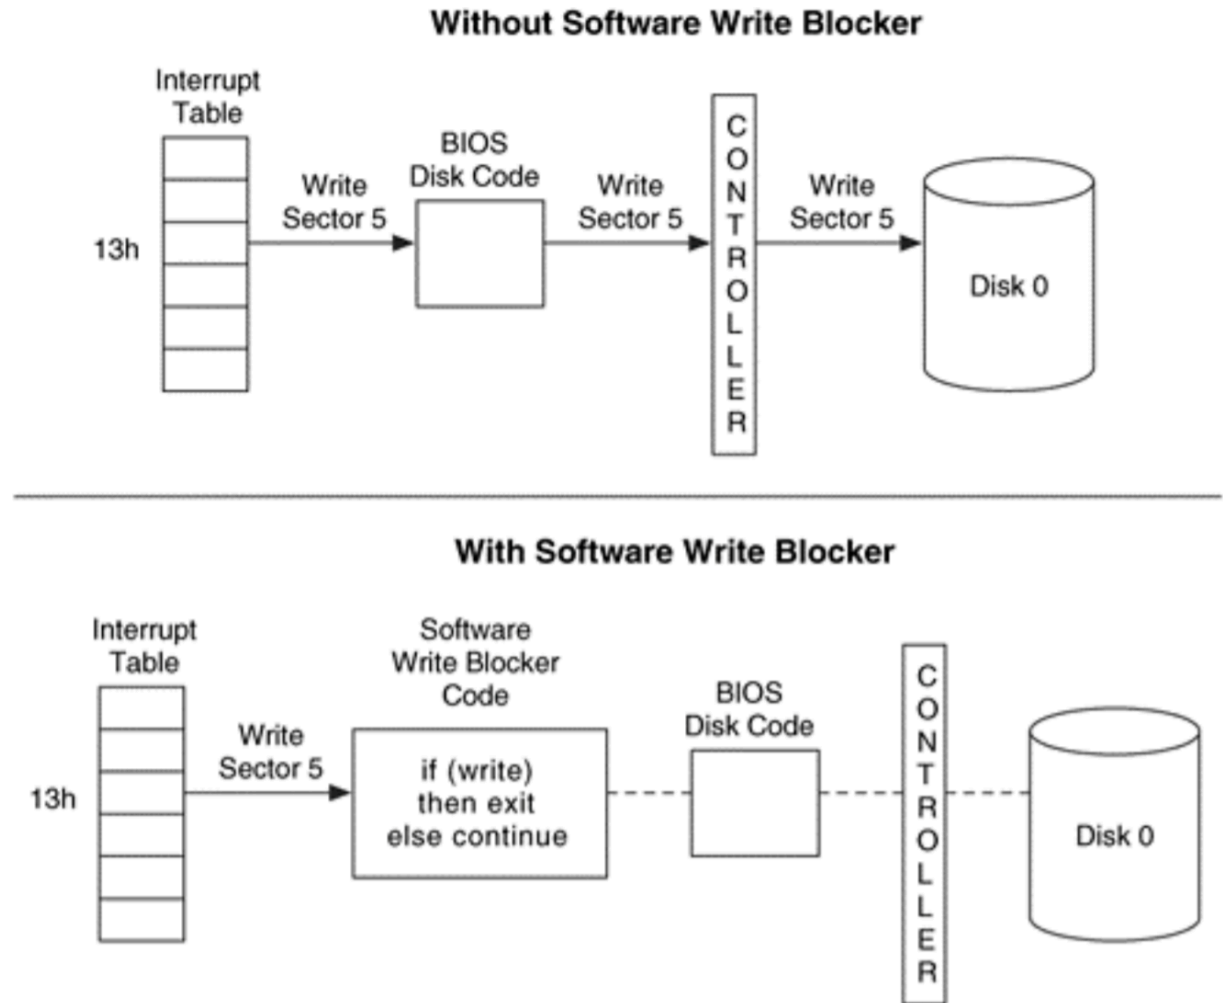 Without Software Write Blocker
Interrupt
Table
BIOS
Disk Code
Write
Sector 5
Write
Sector 5
Write
Sector 5
13h
CONTROLLER
Disk 0
With Software Write Blocker
Interrupt
Table
Software
Write Blocker
Code
BIOS
Disk Code
Write
Sector 5
13h
if (write)
then exit
else continue
CONTROLLER
Disk 0